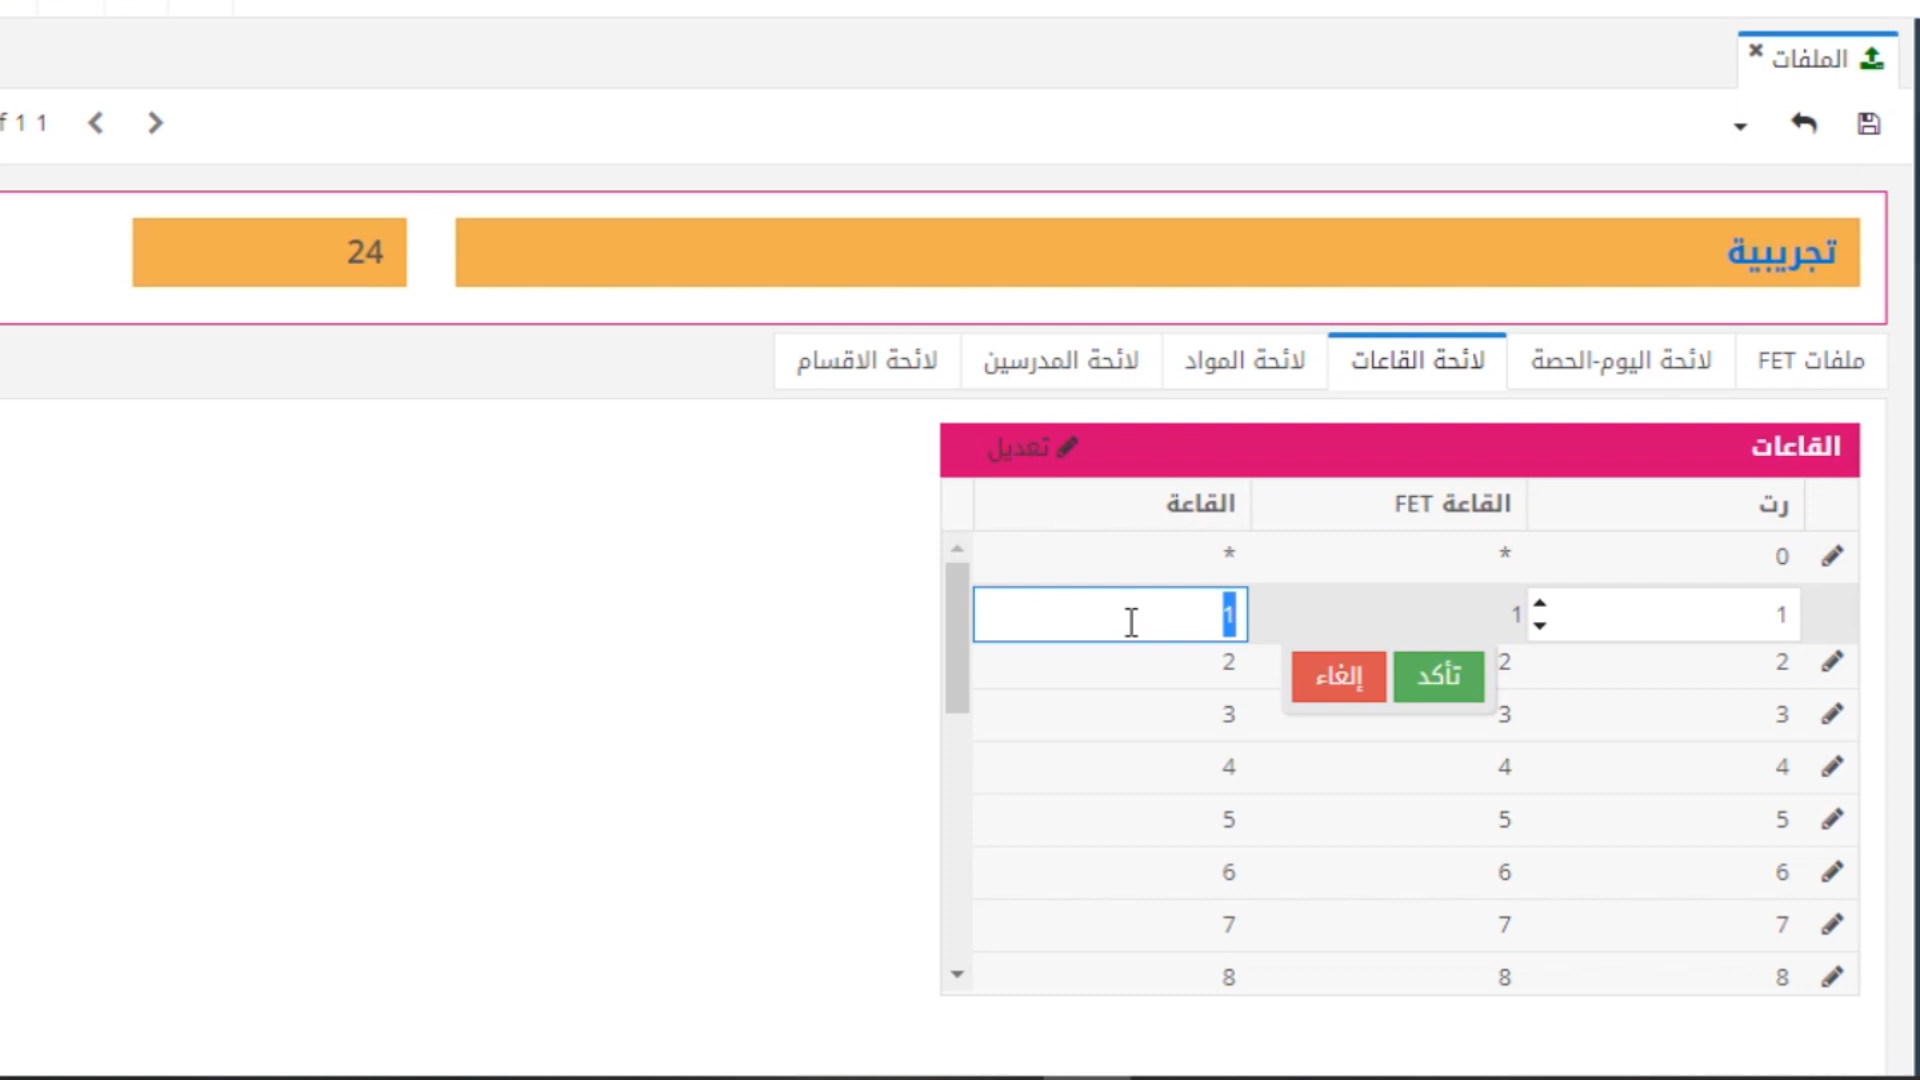 الملفات
f 1 1
تجريبية 24
ملفات FET لائحة اليوم-الحصة لائحة القاعات لائحة المواد لائحة المدرسين لائحة الاقسام
القاعات تعديل
رت القاعة FET القاعة
0 * *
1 1 1
2 2 2
تأكد إلغاء
3 3 3
4 4 4
5 5 5
6 6 6
7 7 7
8 8 8